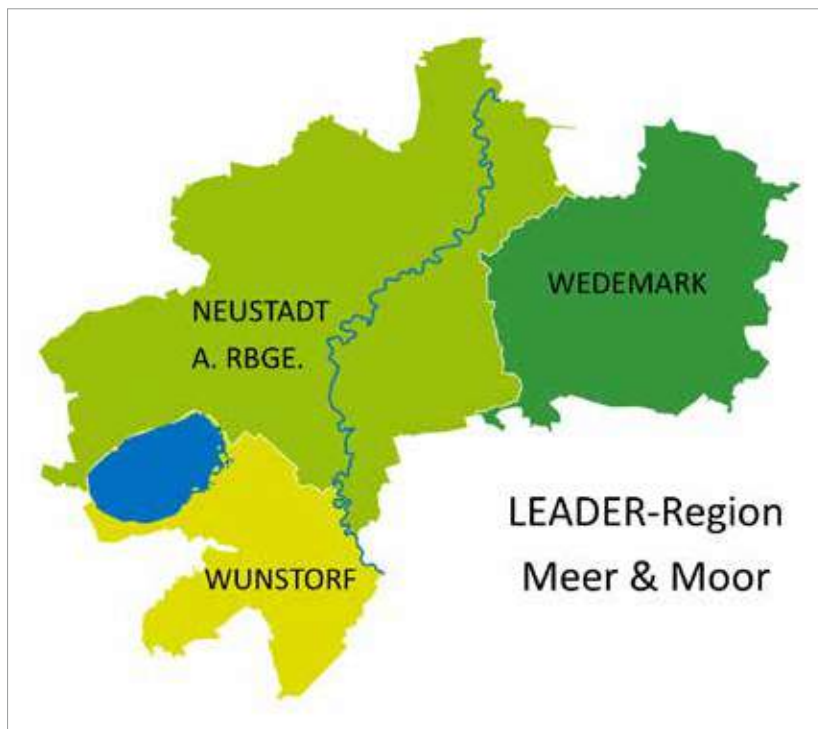 NEUSTADT
A. RBGE.
WEDEMARK
WUNSTORF
LEADER-Region
Meer & Moor